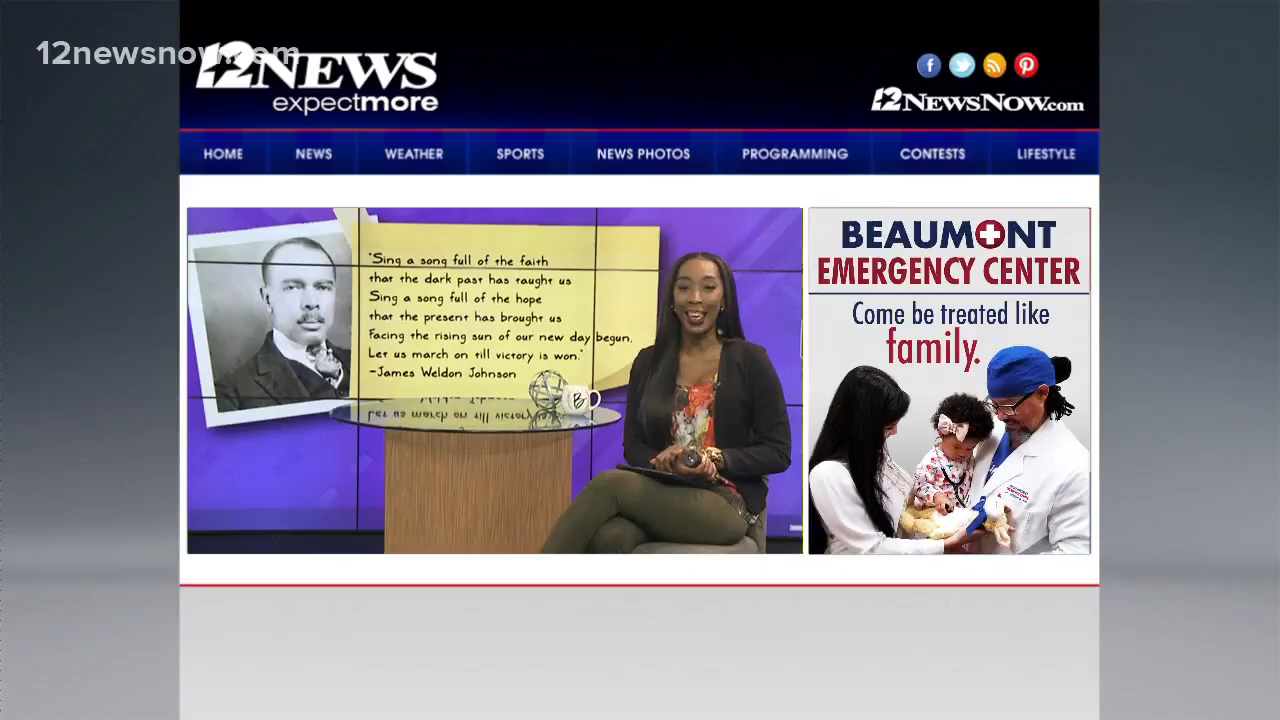 12newsnow.com
12NEWS
expectmore
12NEWSNOW.com
HOME NEWS WEATHER SPORTS NEWS PHOTOS PROGRAMMING CONTESTS LIFESTYLE
"Sing a song full of the faith
that the dark past has taught us
Sing a song full of the hope
that the present has brought us
Facing the rising sun of our new day begun,
Let us march on till victory is won."
-James Weldon Johnson
B
BEAUMONT
EMERGENCY CENTER
Come be treated like
family.